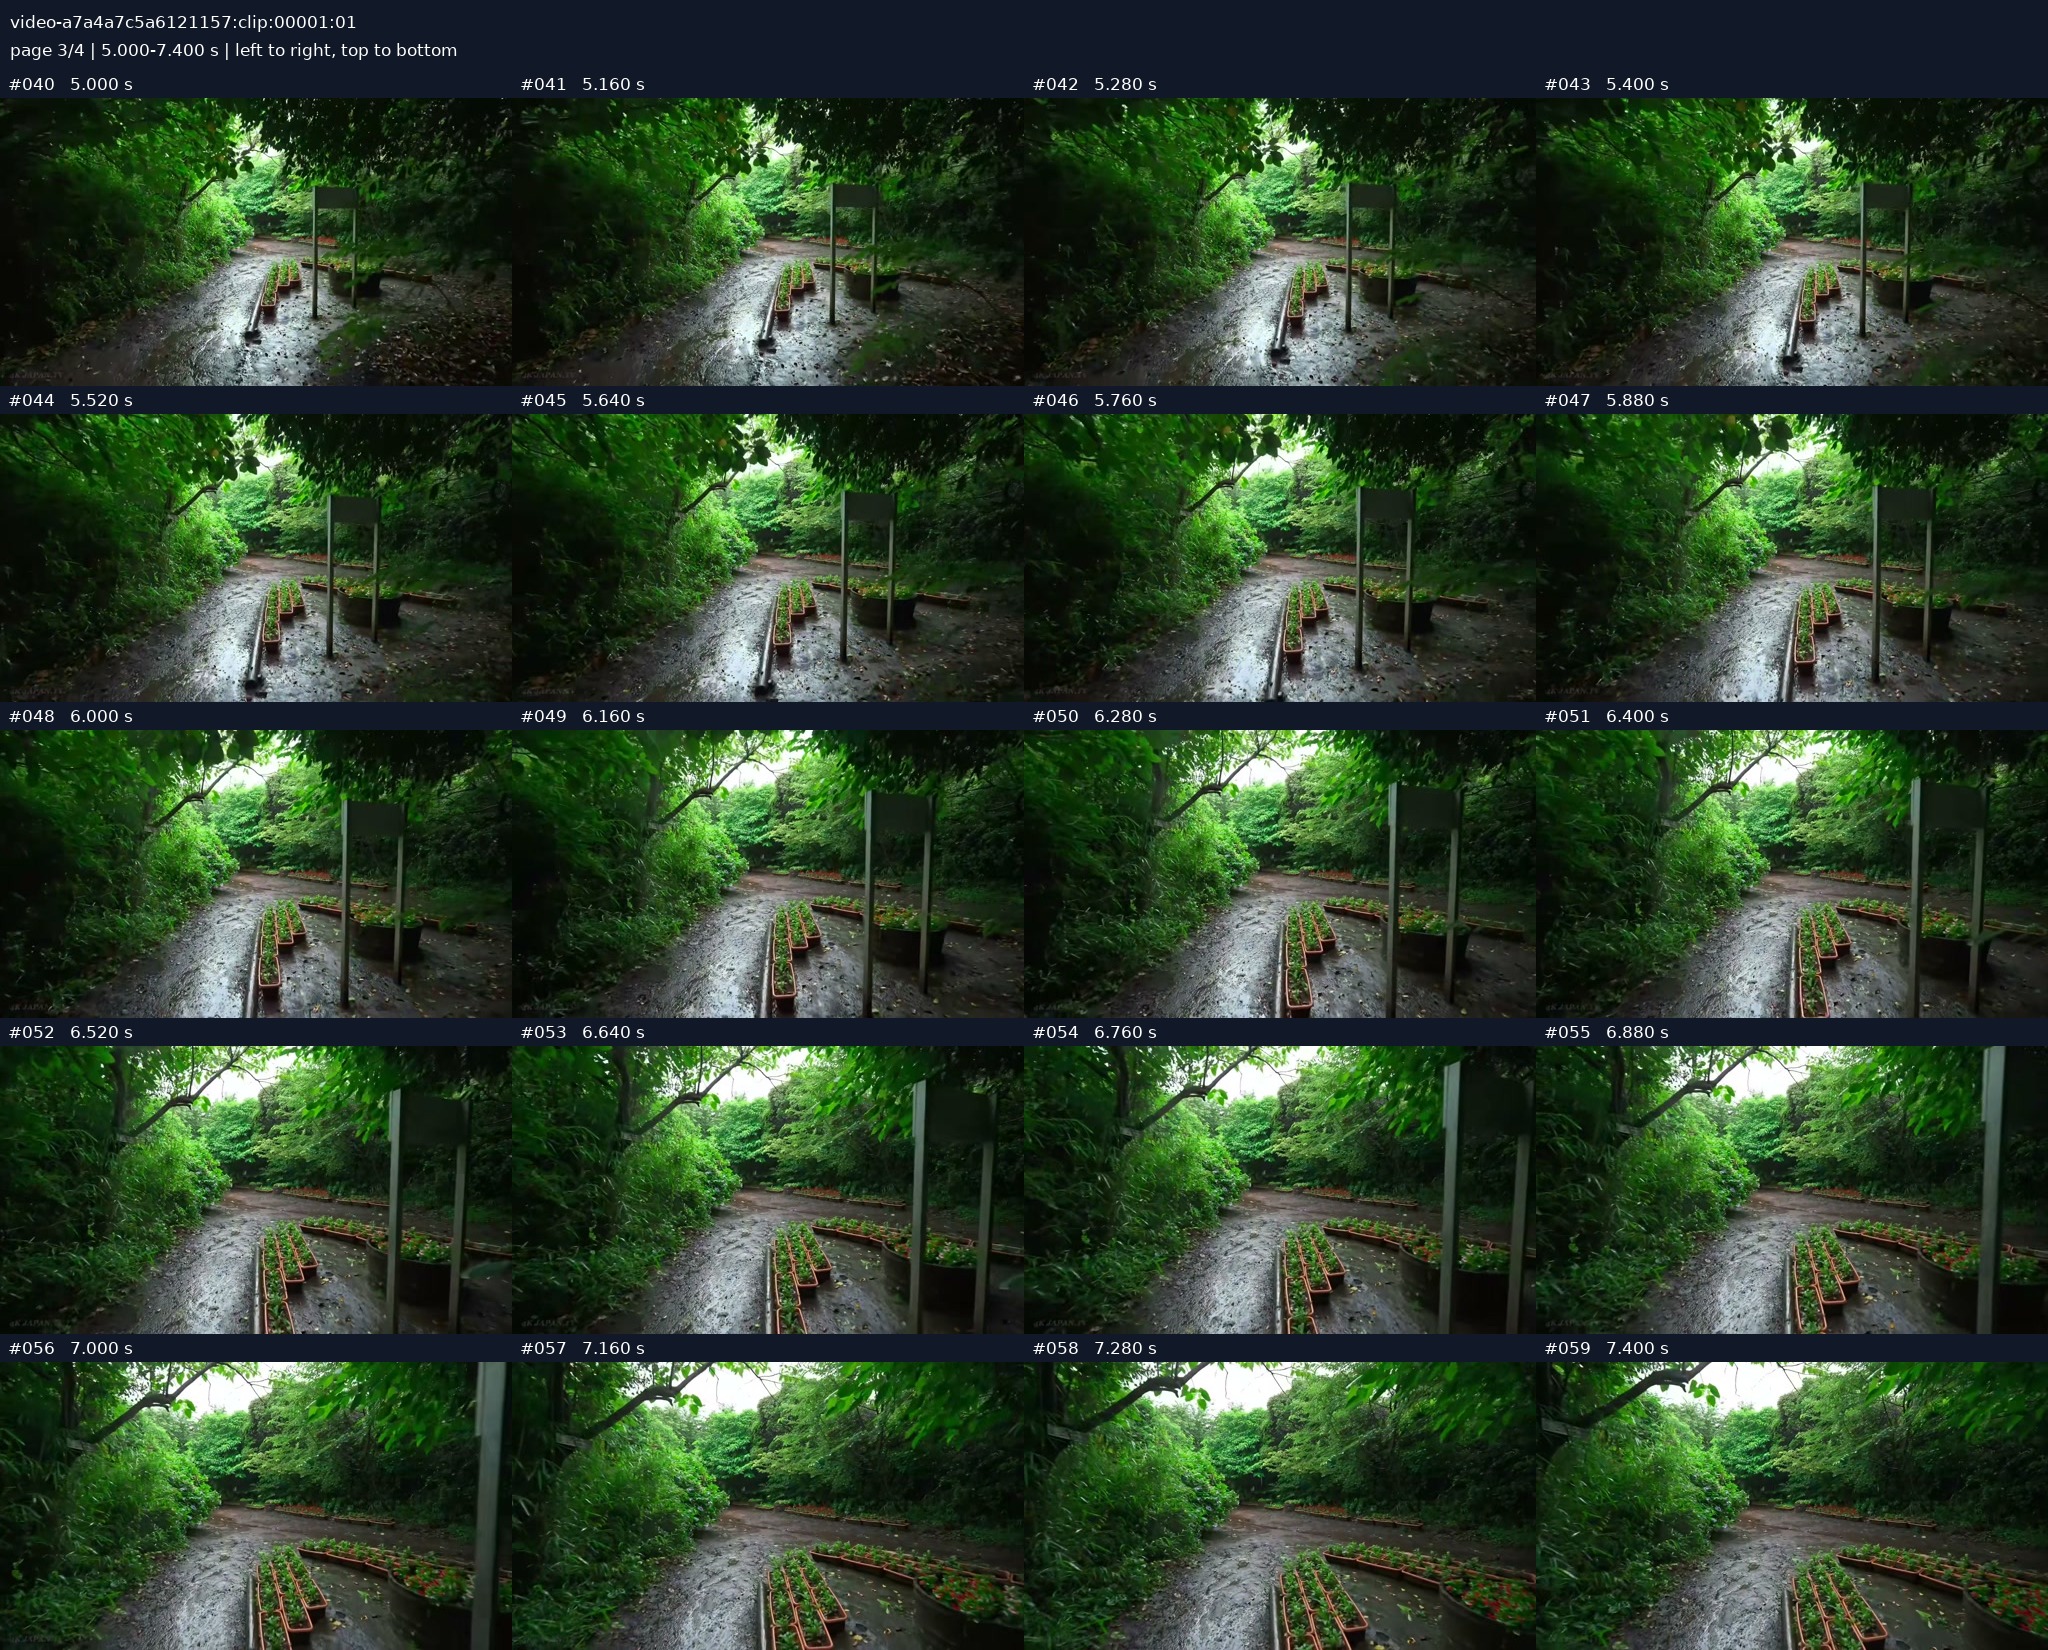 video-a7a4a7c5a6121157:clip:00001:01
page 3/4 | 5.000-7.400 s | left to right, top to bottom
#040 5.000 s
#041 5.160 s
#042 5.280 s
#043 5.400 s
#044 5.520 s
#045 5.640 s
#046 5.760 s
#047 5.880 s
#048 6.000 s
#049 6.160 s
#050 6.280 s
#051 6.400 s
#052 6.520 s
#053 6.640 s
#054 6.760 s
#055 6.880 s
#056 7.000 s
#057 7.160 s
#058 7.280 s
#059 7.400 s